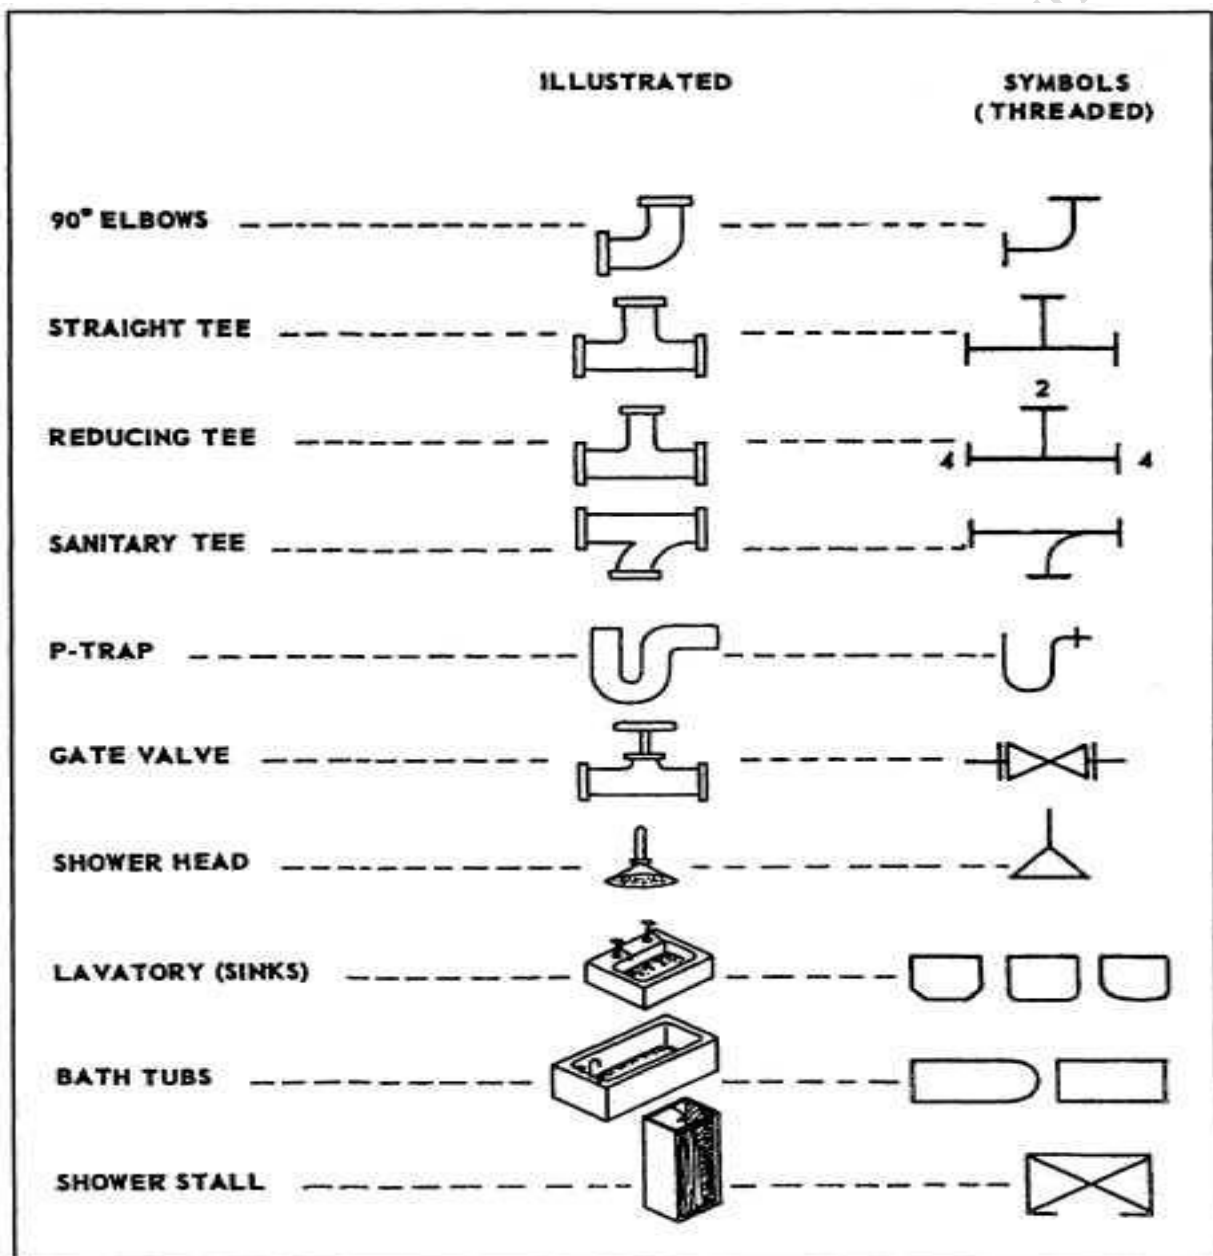 ILLUSTRATED
SYMBOLS
(THREADED)
90° ELBOWS
STRAIGHT TEE
2
REDUCING TEE
4 4
SANITARY TEE
P-TRAP
GATE VALVE
SHOWER HEAD
LAVATORY (SINKS)
BATH TUBS
SHOWER STALL